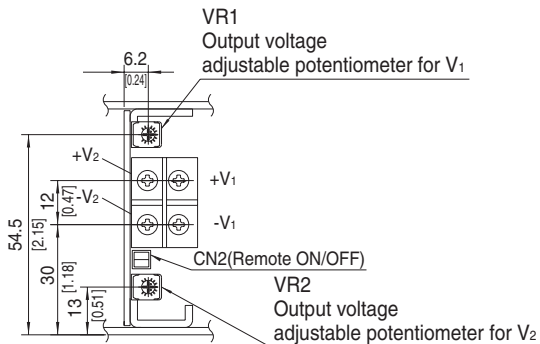 VR1
Output voltage
adjustable potentiometer for V1
6.2
[0.24]
+V2
+V1
-V2
-V1
12
[0.47]
54.5
[2.15]
30
[1.18]
13
[0.51]
CN2(Remote ON/OFF)
VR2
Output voltage
adjustable potentiometer for V2